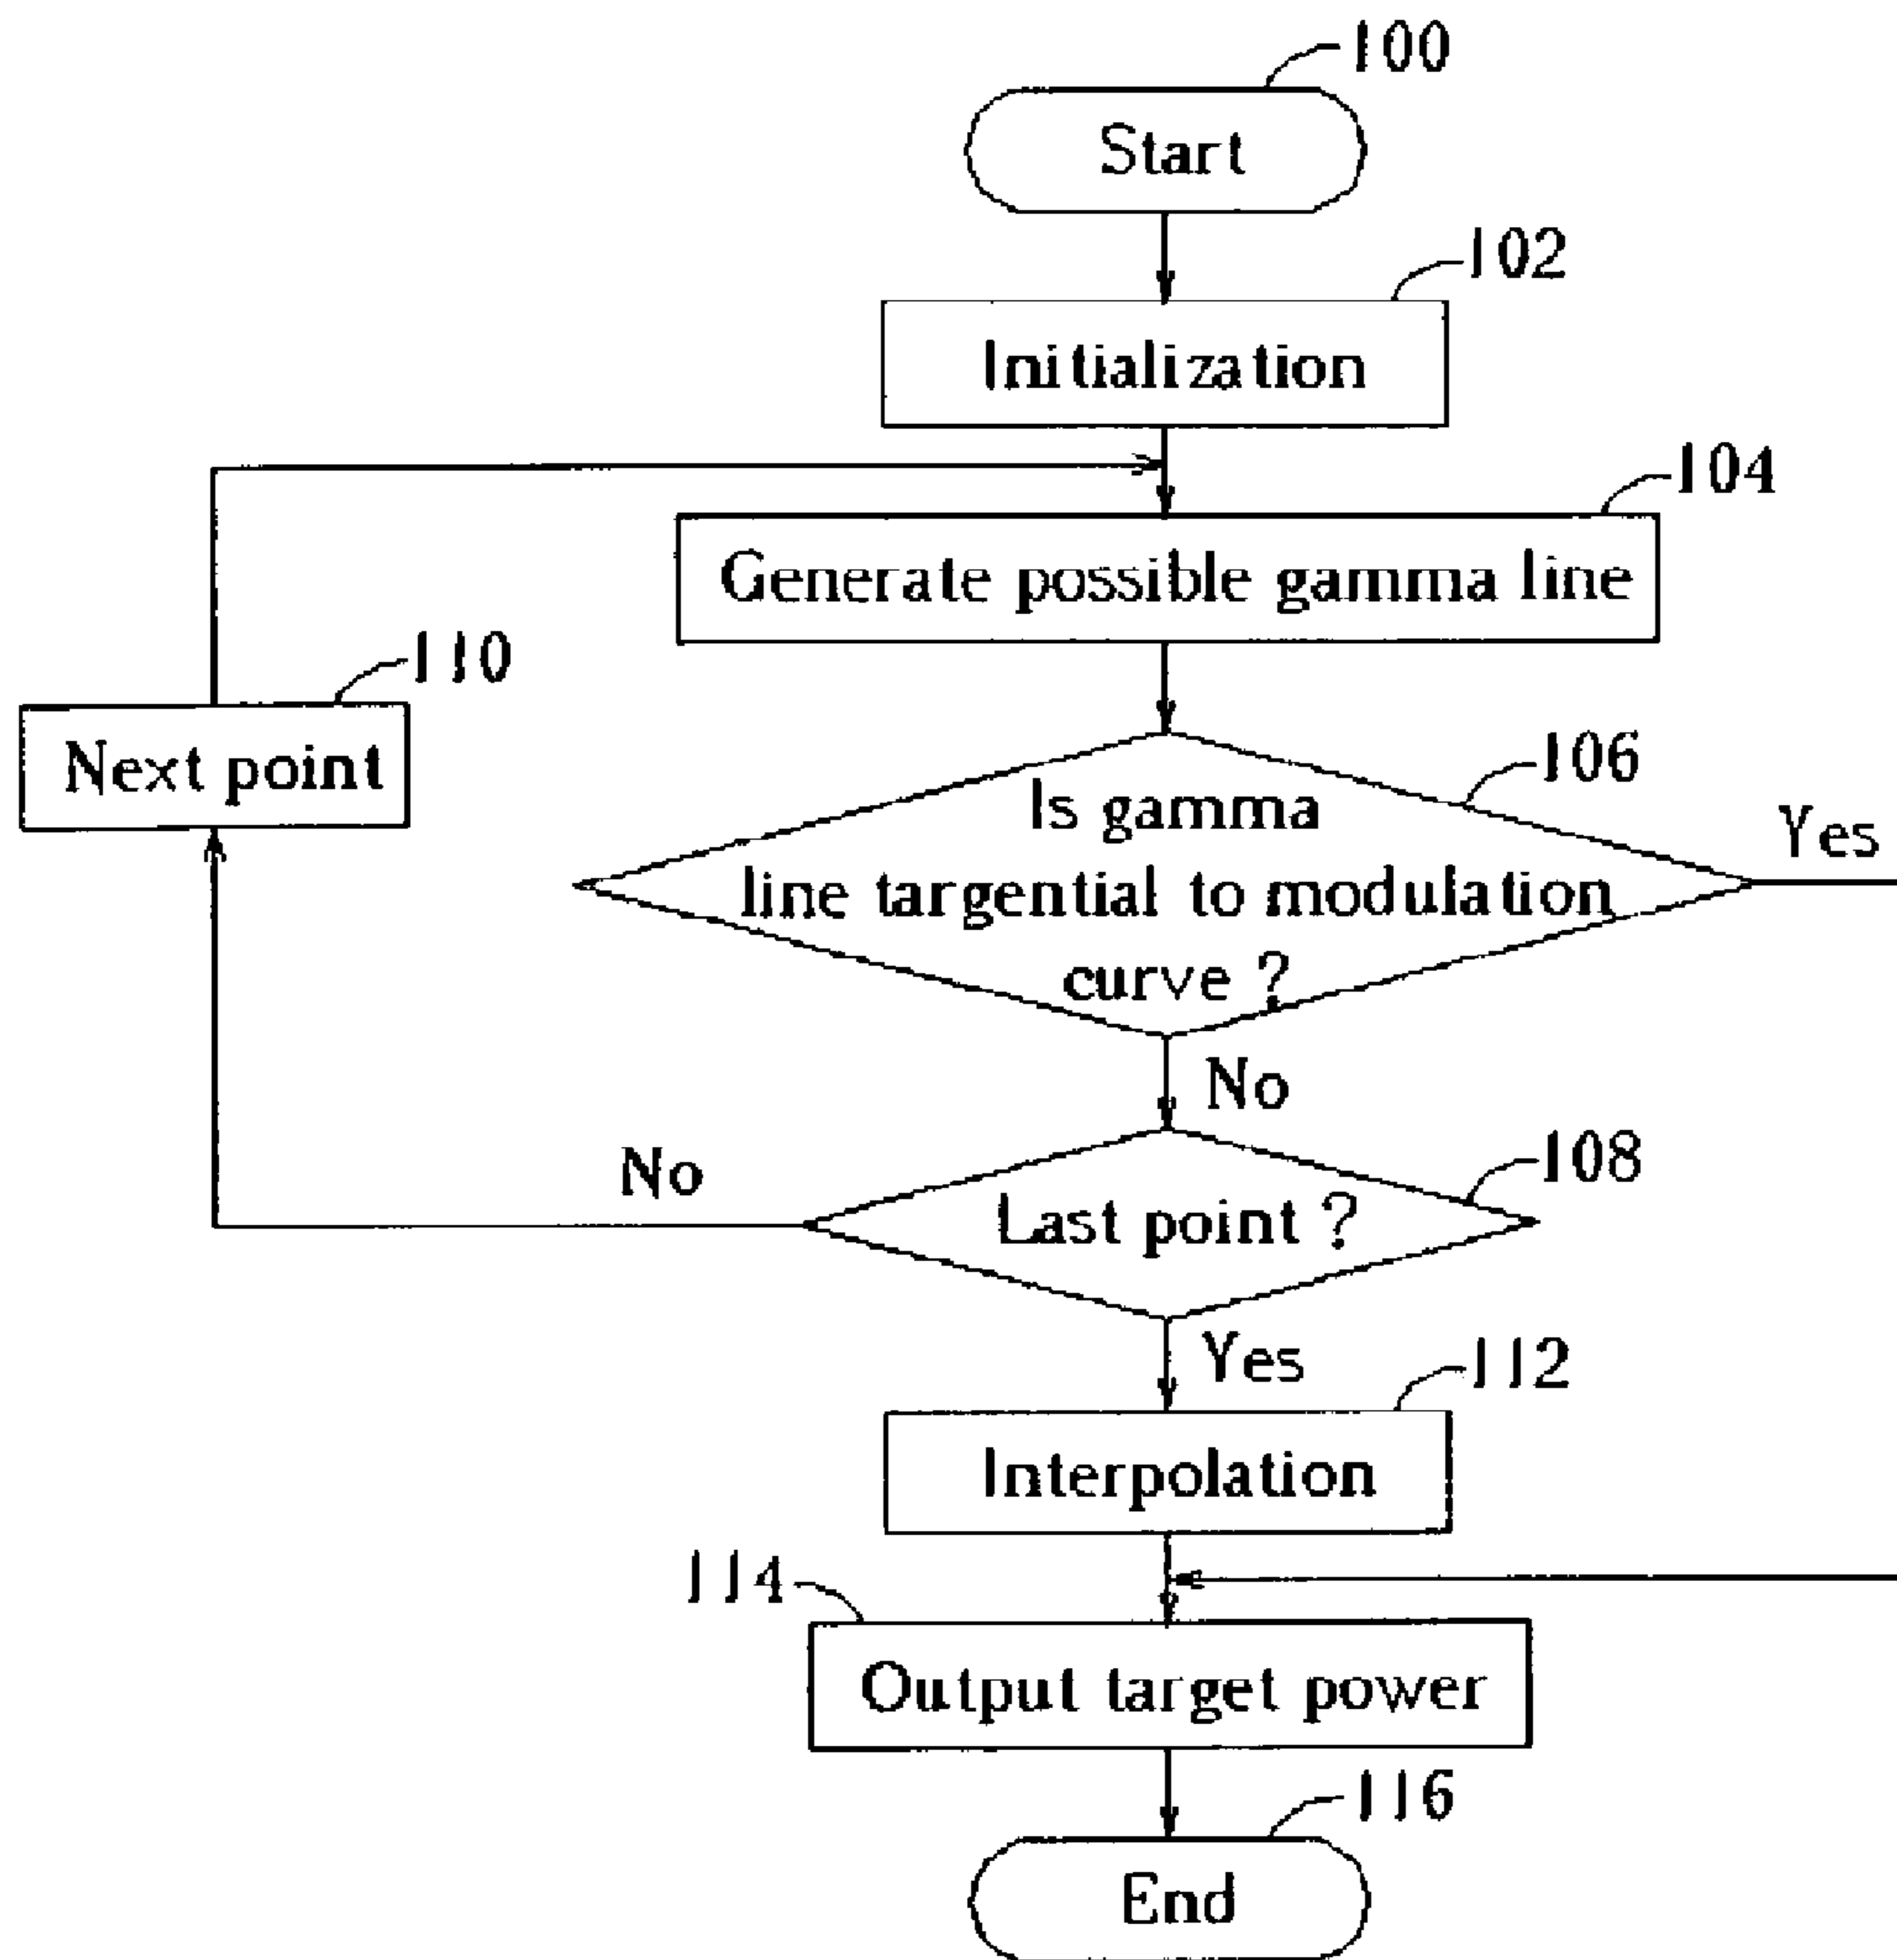 100
Start
102
Initialization
104
Generate possible gamma line
110
Next point
106
Is gamma
line targential to modulation
curve ?
Yes
No
108
No
Last point ?
Yes
112
Interpolation
114
Output target power
116
End